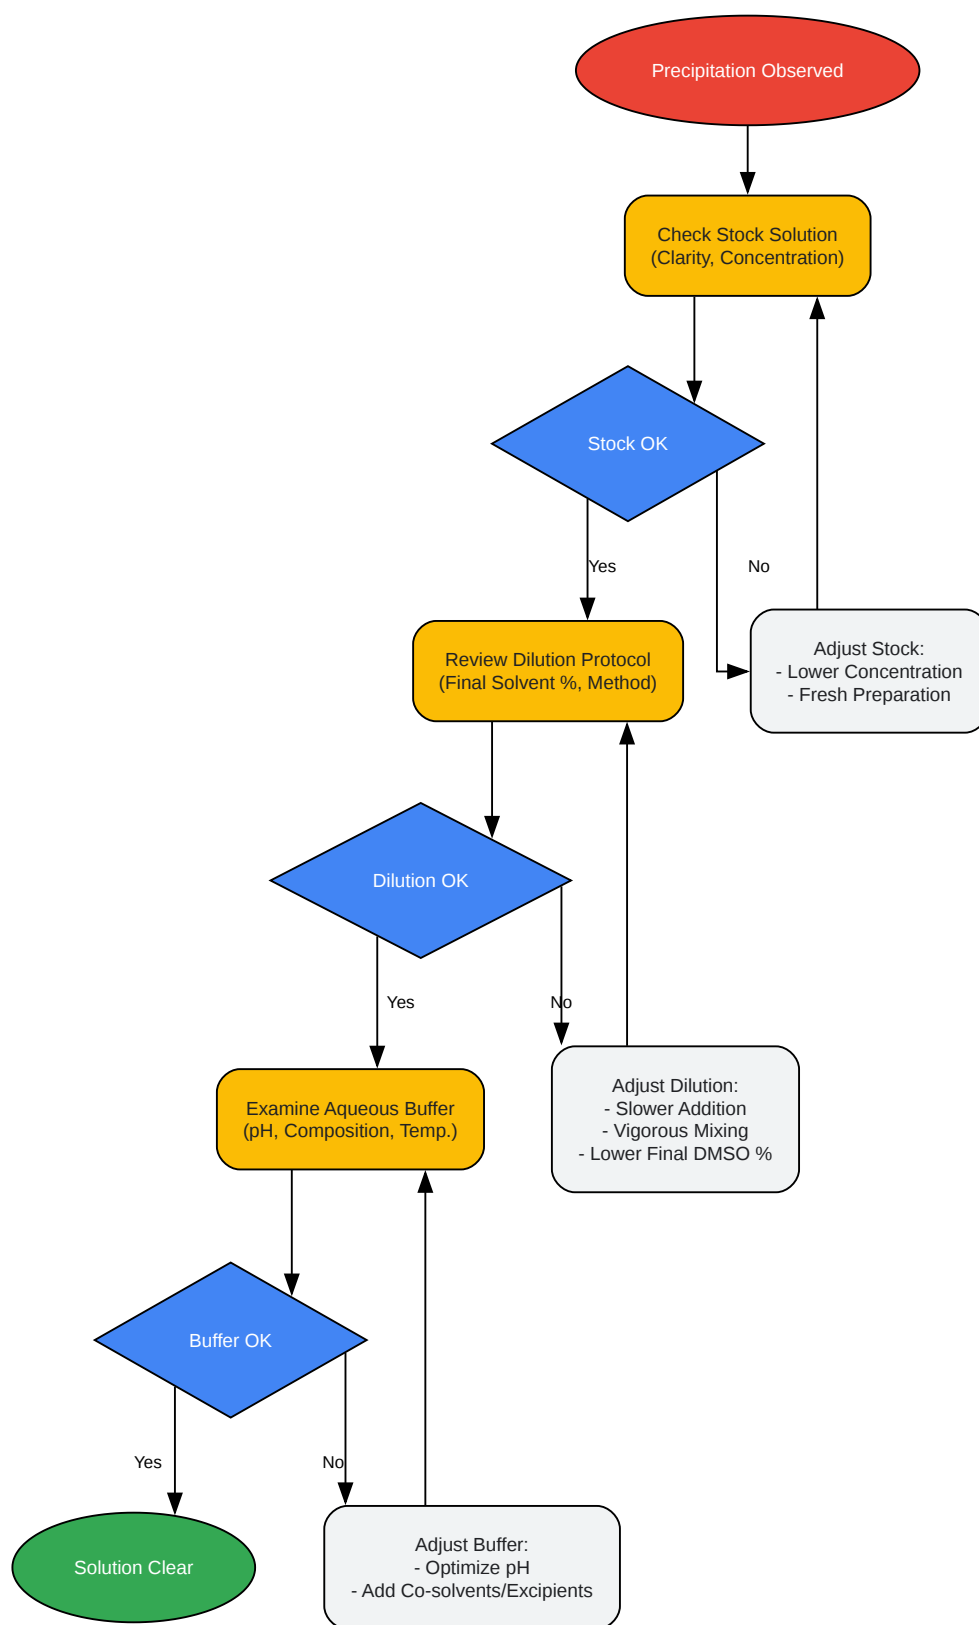 Precipitation Observed
Check Stock Solution
(Clarity, Concentration)
Stock OK
Yes
No
Adjust Stock:
- Lower Concentration
- Fresh Preparation
Review Dilution Protocol
(Final Solvent %, Method)
Dilution OK
Yes
No
Adjust Dilution:
- Slower Addition
- Vigorous Mixing
- Lower Final DMSO %
Examine Aqueous Buffer
(pH, Composition, Temp.)
Buffer OK
Yes
No
Solution Clear
Adjust Buffer:
- Optimize pH
- Add Co-solvents/Excipients